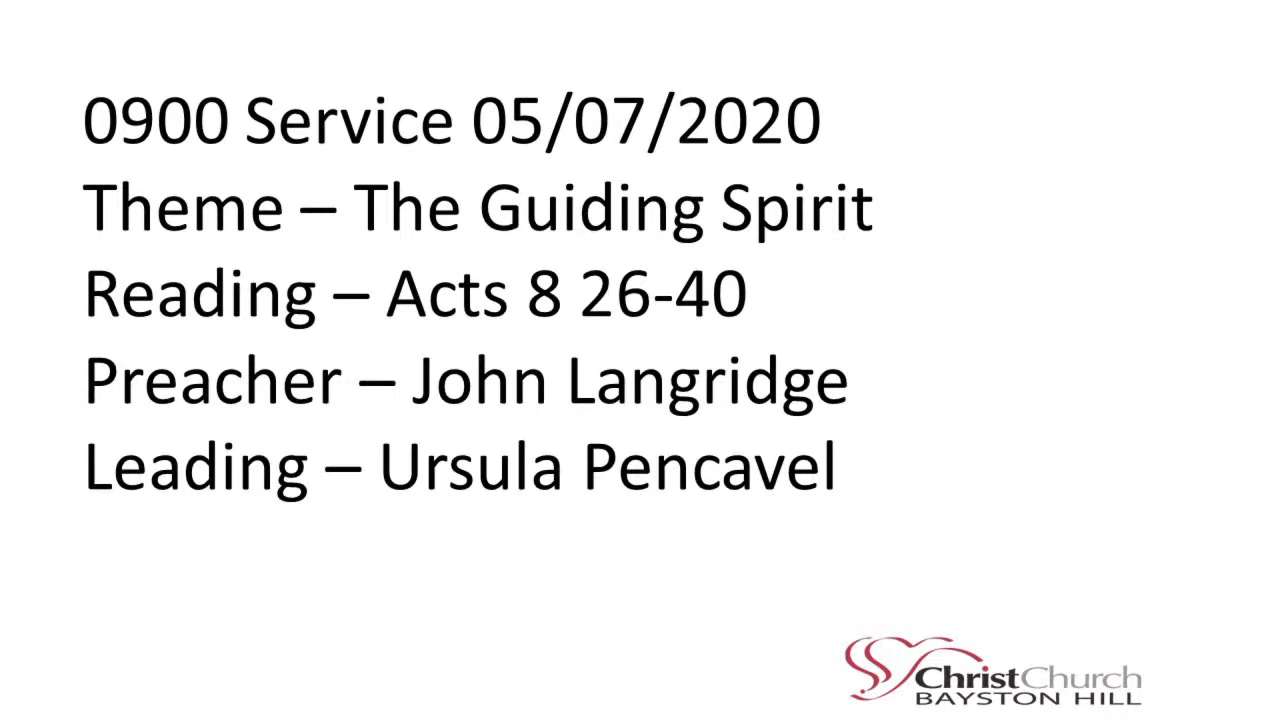 0900 Service 05/07/2020
Theme – The Guiding Spirit
Reading – Acts 8 26-40
Preacher – John Langridge
Leading – Ursula Pencavel
ChristChurch
BAYSTON HILL